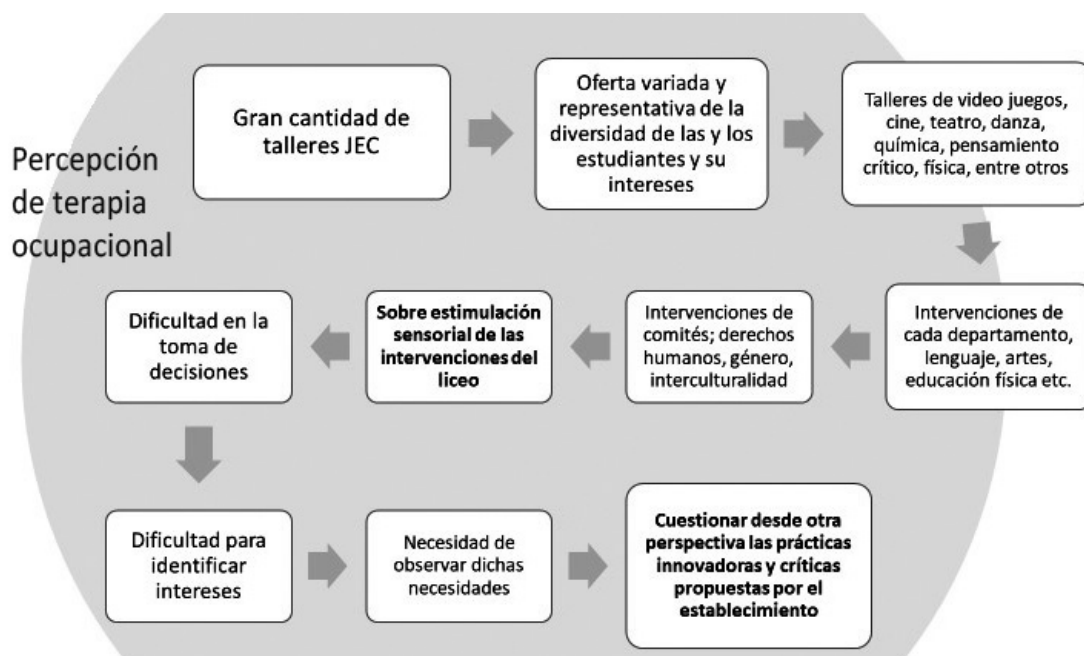 Percepción
de terapia
ocupacional
Gran cantidad de
talleres JEC
Oferta variada y
representativa de la
diversidad de las y los
estudiantes y su
intereses
Talleres de video juegos,
cine, teatro, danza,
química, pensamiento
crítico, física, entre otros
Intervenciones de
cada departamento,
lenguaje, artes,
educación física etc.
Intervenciones de
comités; derechos
humanos, género,
interculturalidad
Sobre estimulación
sensorial de las
intervenciones del
liceo
Dificultad en la
toma de
decisiones
Dificultad para
identificar
intereses
Necesidad de
observar dichas
necesidades
Cuestionar desde otra
perspectiva las prácticas
innovadoras y críticas
propuestas por el
establecimiento